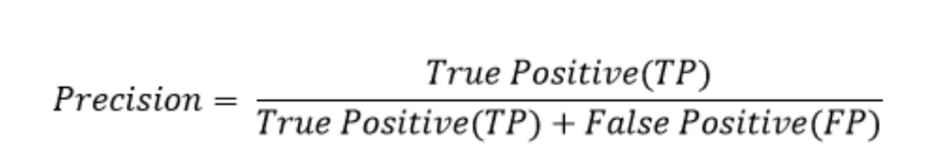 True Positive(TP)
Precision =
True Positive(TP) + False Positive(FP)